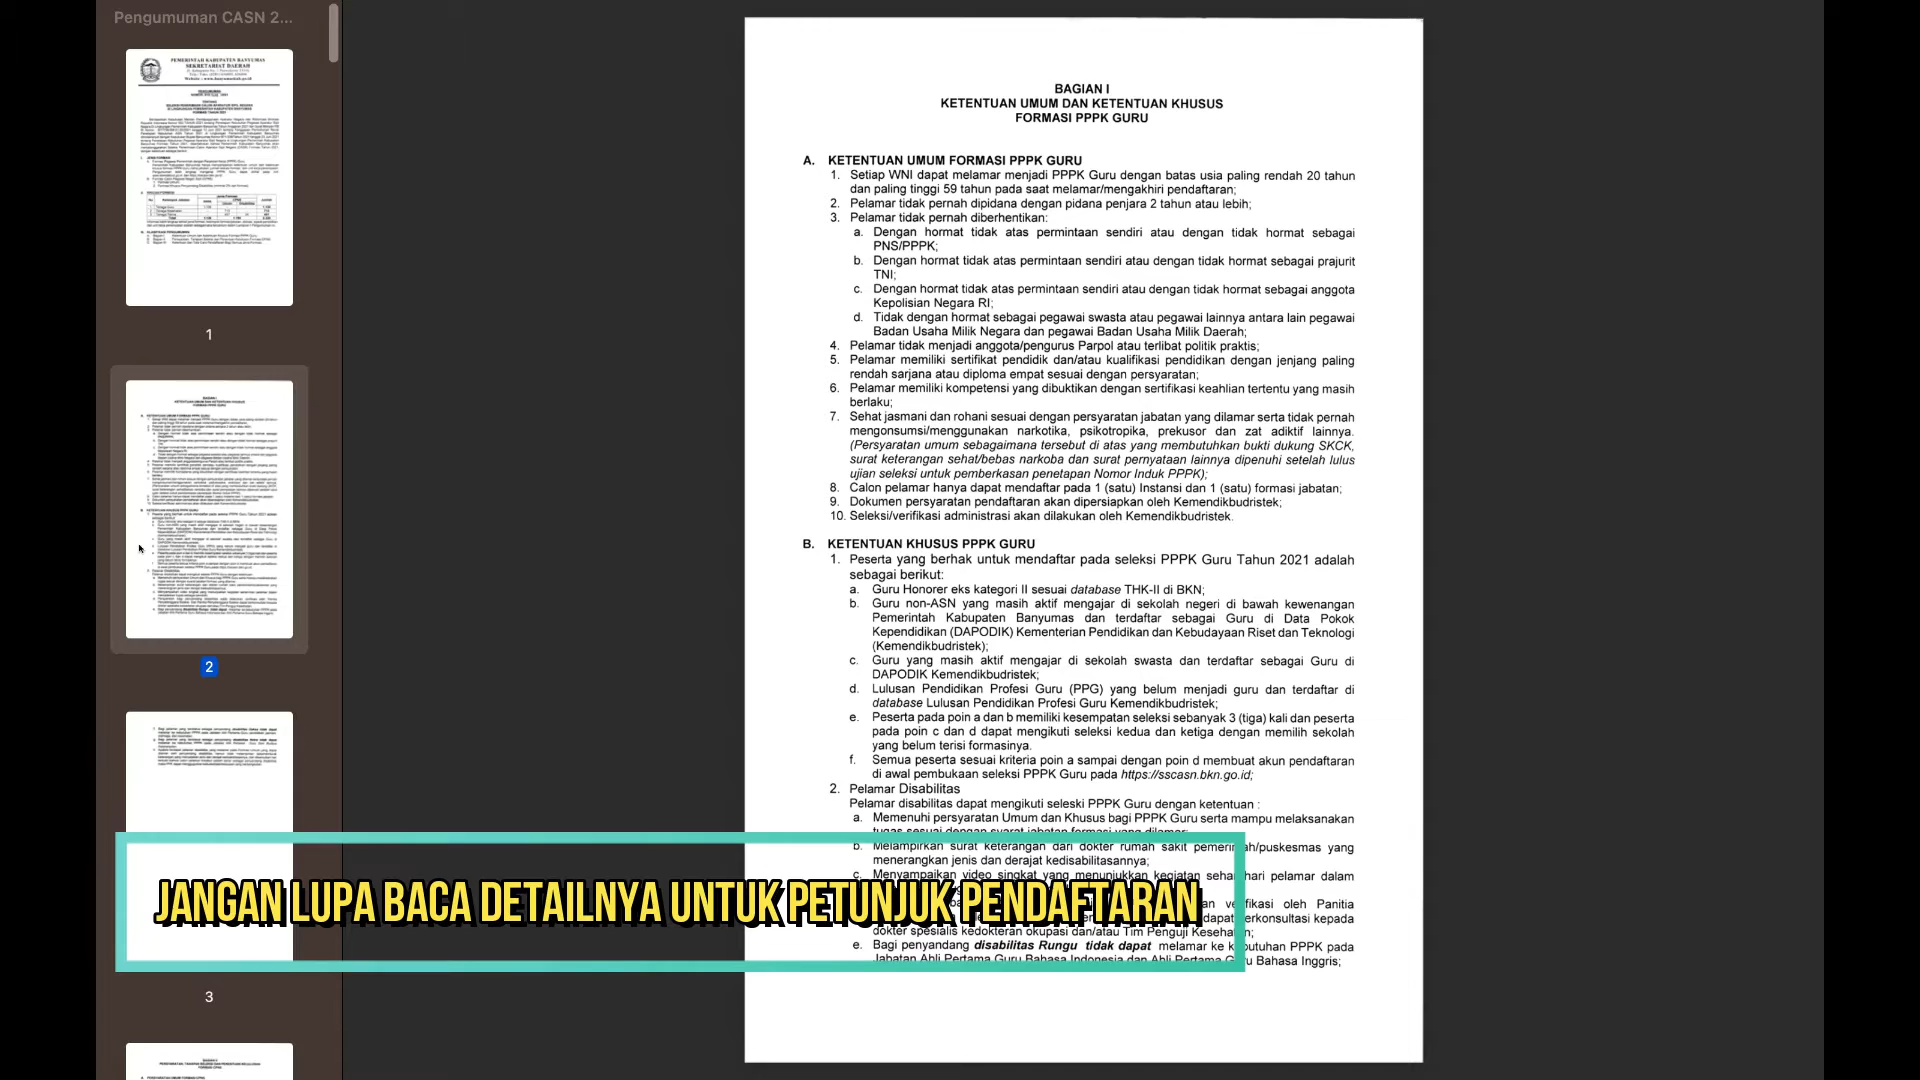 Pengumuman CASN 2...
PEMERINTAH KABUPATEN BANYUMAS
SEKRETARIAT DAERAH
1
2
3
BAGIAN I
KETENTUAN UMUM DAN KETENTUAN KHUSUS
FORMASI PPPK GURU
A. KETENTUAN UMUM FORMASI PPPK GURU
1. Setiap WNI dapat melamar menjadi PPPK Guru dengan batas usia paling rendah 20 tahun
dan paling tinggi 59 tahun pada saat melamar/mengakhiri pendaftaran;
2. Pelamar tidak pernah dipidana dengan pidana penjara 2 tahun atau lebih;
3. Pelamar tidak pernah diberhentikan:
a. Dengan hormat tidak atas permintaan sendiri atau dengan tidak hormat sebagai
PNS/PPPK;
b. Dengan hormat tidak atas permintaan sendiri atau dengan tidak hormat sebagai prajurit
TNI;
c. Dengan hormat tidak atas permintaan sendiri atau dengan tidak hormat sebagai anggota
Kepolisian Negara RI;
d. Tidak dengan hormat sebagai pegawai swasta atau pegawai lainnya antara lain pegawai
Badan Usaha Milik Negara dan pegawai Badan Usaha Milik Daerah;
4. Pelamar tidak menjadi anggota/pengurus Parpol atau terlibat politik praktis;
5. Pelamar memiliki sertifikat pendidik dan/atau kualifikasi pendidikan dengan jenjang paling
rendah sarjana atau diploma empat sesuai dengan persyaratan;
6. Pelamar memiliki kompetensi yang dibuktikan dengan sertifikasi keahlian tertentu yang masih
berlaku;
7. Sehat jasmani dan rohani sesuai dengan persyaratan jabatan yang dilamar serta tidak pernah
mengonsumsi/menggunakan narkotika, psikotropika, prekusor dan zat adiktif lainnya.
(Persyaratan umum sebagaimana tersebut di atas yang membutuhkan bukti dukung SKCK,
surat keterangan sehat/bebas narkoba dan surat pernyataan lainnya dipenuhi setelah lulus
ujian seleksi untuk pemberkasan penetapan Nomor Induk PPPK);
8. Calon pelamar hanya dapat mendaftar pada 1 (satu) Instansi dan 1 (satu) formasi jabatan;
9. Dokumen persyaratan pendaftaran akan dipersiapkan oleh Kemendikbudristek;
10. Seleksi/verifikasi administrasi akan dilakukan oleh Kemendikbudristek.
B. KETENTUAN KHUSUS PPPK GURU
1. Peserta yang berhak untuk mendaftar pada seleksi PPPK Guru Tahun 2021 adalah
sebagai berikut:
a. Guru Honorer eks kategori II sesuai database THK-II di BKN;
b. Guru non-ASN yang masih aktif mengajar di sekolah negeri di bawah kewenangan
Pemerintah Kabupaten Banyumas dan terdaftar sebagai Guru di Data Pokok
Kependidikan (DAPODIK) Kementerian Pendidikan dan Kebudayaan Riset dan Teknologi
(Kemendikbudristek);
c. Guru yang masih aktif mengajar di sekolah swasta dan terdaftar sebagai Guru di
DAPODIK Kemendikbudristek;
d. Lulusan Pendidikan Profesi Guru (PPG) yang belum menjadi guru dan terdaftar di
database Lulusan Pendidikan Profesi Guru Kemendikbudristek;
e. Peserta pada poin a dan b memiliki kesempatan seleksi sebanyak 3 (tiga) kali dan peserta
pada poin c dan d dapat mengikuti seleksi kedua dan ketiga dengan memilih sekolah
yang belum terisi formasinya.
f. Semua peserta sesuai kriteria poin a sampai dengan poin d membuat akun pendaftaran
di awal pembukaan seleksi PPPK Guru pada https://sscasn.bkn.go.id;
2. Pelamar Disabilitas
Pelamar disabilitas dapat mengikuti seleski PPPK Guru dengan ketentuan :
a. Memenuhi persyaratan Umum dan Khusus bagi PPPK Guru serta mampu melaksanakan
tugas sesuai dengan syarat jabatan formasi yang dilamar;
b. Melampirkan surat keterangan dari dokter rumah sakit pemerintah/puskesmas yang
menerangkan jenis dan derajat kedisabilitasannya;
c. Menyampaikan video singkat yang menunjukkan kegiatan sehari-hari pelamar dalam
verifikasi oleh Panitia
dapat berkonsultasi kepada
dokter spesialis kedokteran okupasi dan/atau Tim Penguji Kesehatan;
e. Bagi penyandang disabilitas Rungu tidak dapat melamar ke kebutuhan PPPK pada
Jabatan Ahli Pertama Guru Bahasa Indonesia dan Ahli Pertama Guru Bahasa Inggris;
JANGAN LUPA BACA DETAILNYA UNTUK PETUNJUK PENDAFTARAN